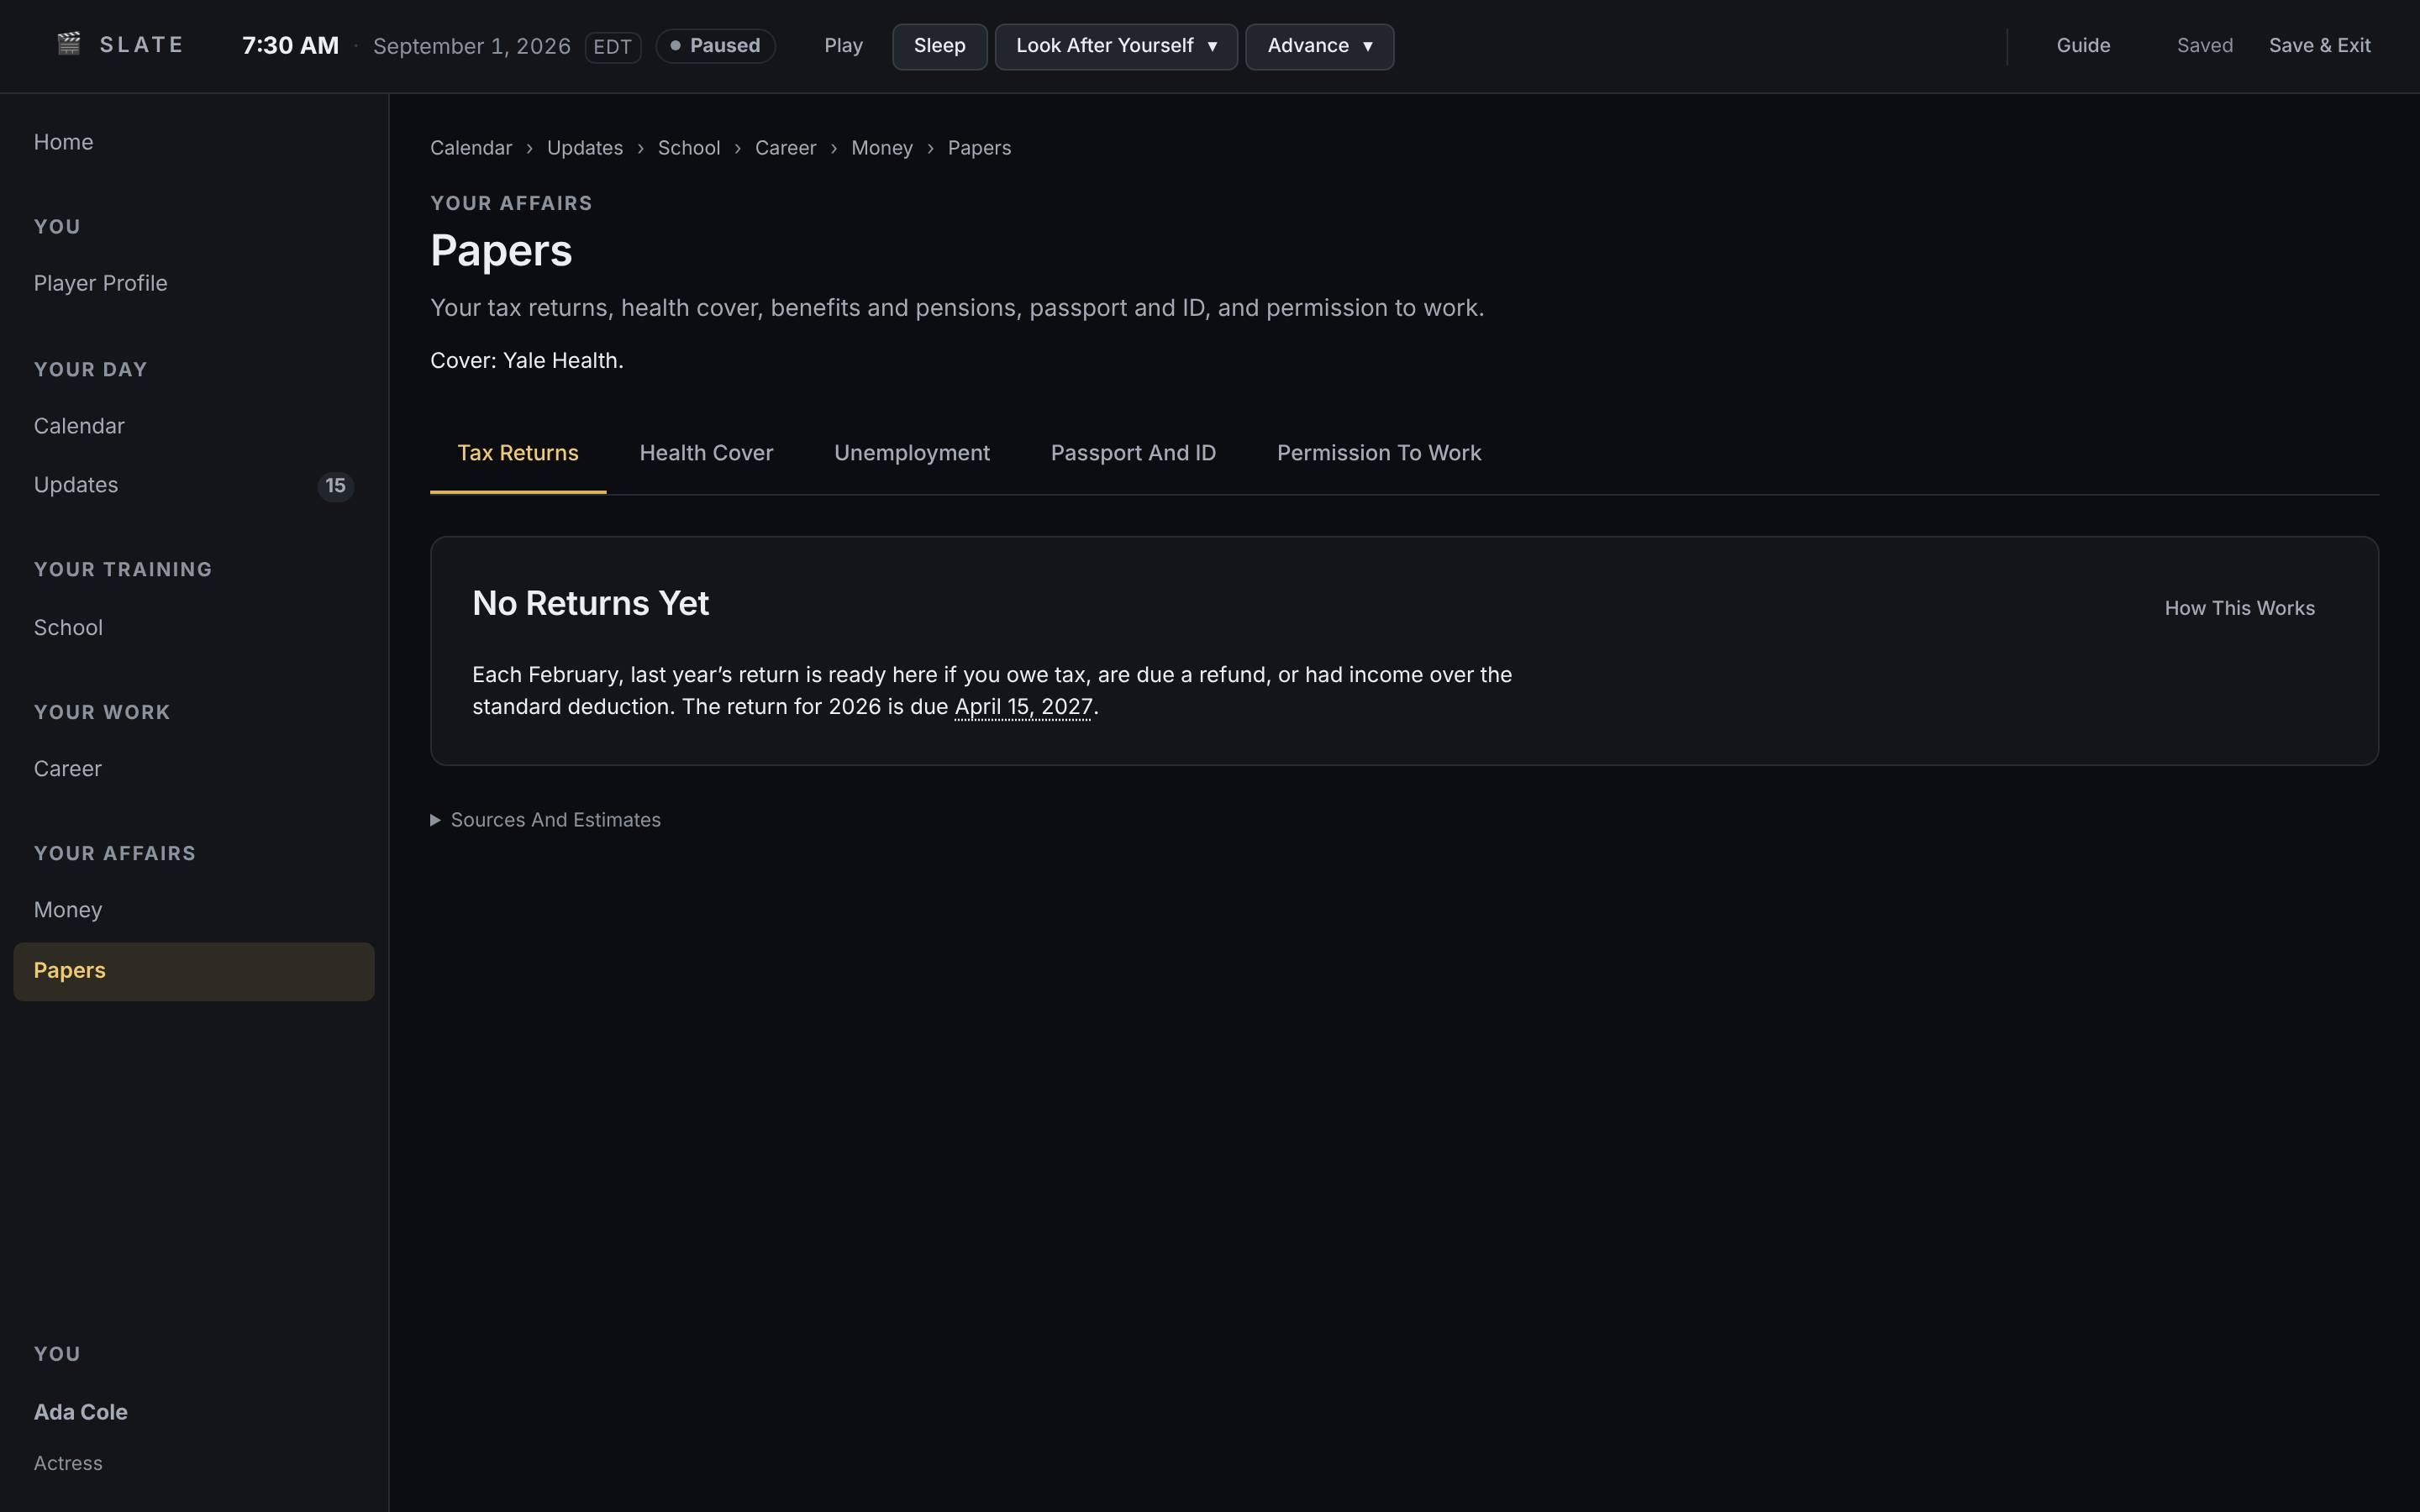 SLATE
7:30 AM · September 1, 2026 EDT Paused Play Sleep Look After Yourself ▾ Advance ▾ Guide Saved Save & Exit
Home
YOU
Player Profile
YOUR DAY
Calendar
Updates 15
YOUR TRAINING
School
YOUR WORK
Career
YOUR AFFAIRS
Money
Papers
YOU
Ada Cole
Actress
Calendar › Updates › School › Career › Money › Papers
YOUR AFFAIRS
Papers
Your tax returns, health cover, benefits and pensions, passport and ID, and permission to work.
Cover: Yale Health.
Tax Returns Health Cover Unemployment Passport And ID Permission To Work
No Returns Yet
How This Works
Each February, last year’s return is ready here if you owe tax, are due a refund, or had income over the
standard deduction. The return for 2026 is due April 15, 2027.
Sources And Estimates